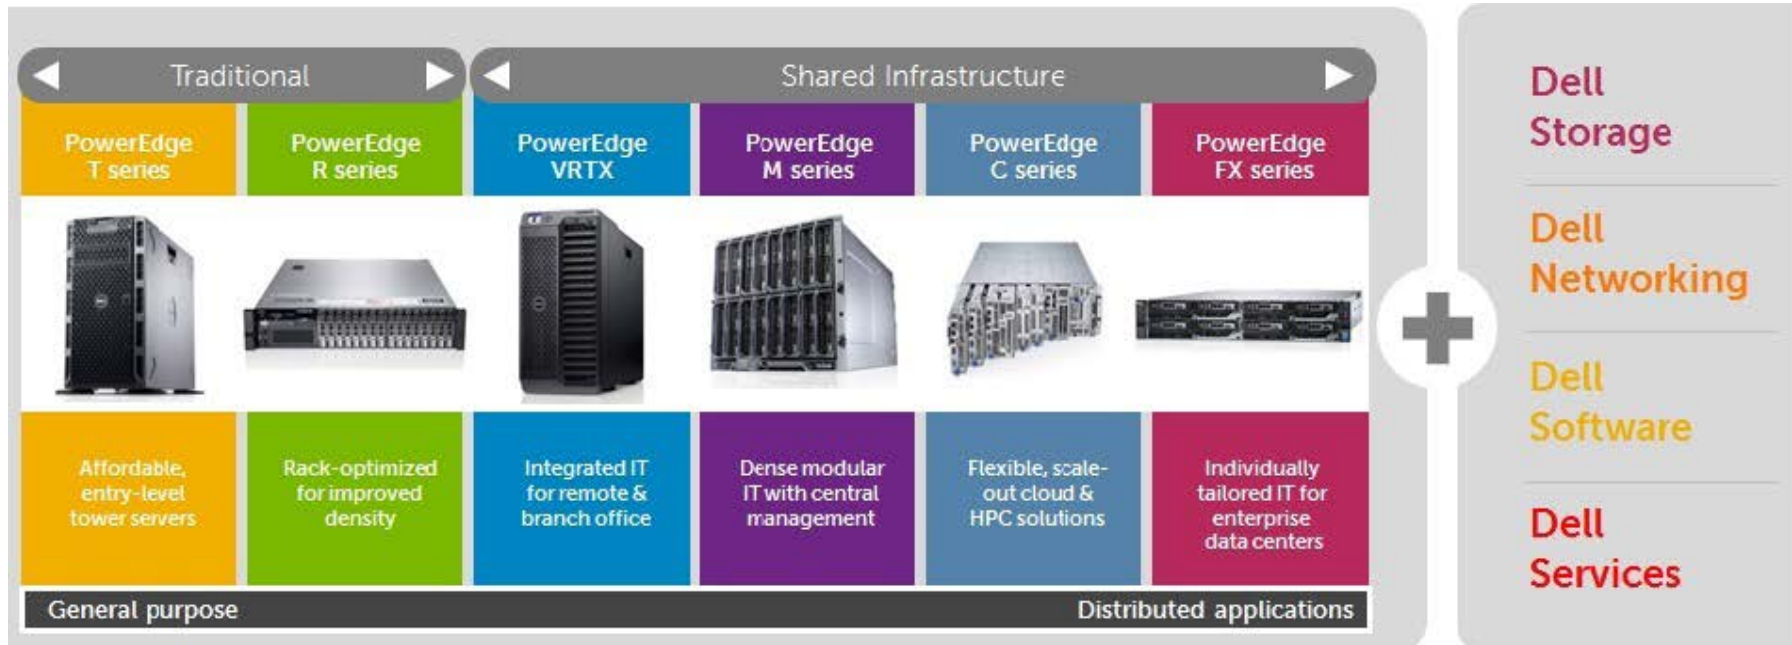 Traditional
Shared Infrastructure
PowerEdge
T series
PowerEdge
R series
PowerEdge
VRTX
PowerEdge
M series
PowerEdge
C series
PowerEdge
FX series
Affordable,
entry-level
tower servers
Rack-optimized
for improved
density
Integrated IT
for remote &
branch office
Dense modular
IT with central
management
Flexible, scale-
out cloud &
HPC solutions
Individually
tailored IT for
enterprise
data centers
General purpose
Distributed applications
Dell
Storage
Dell
Networking
Dell
Software
Dell
Services